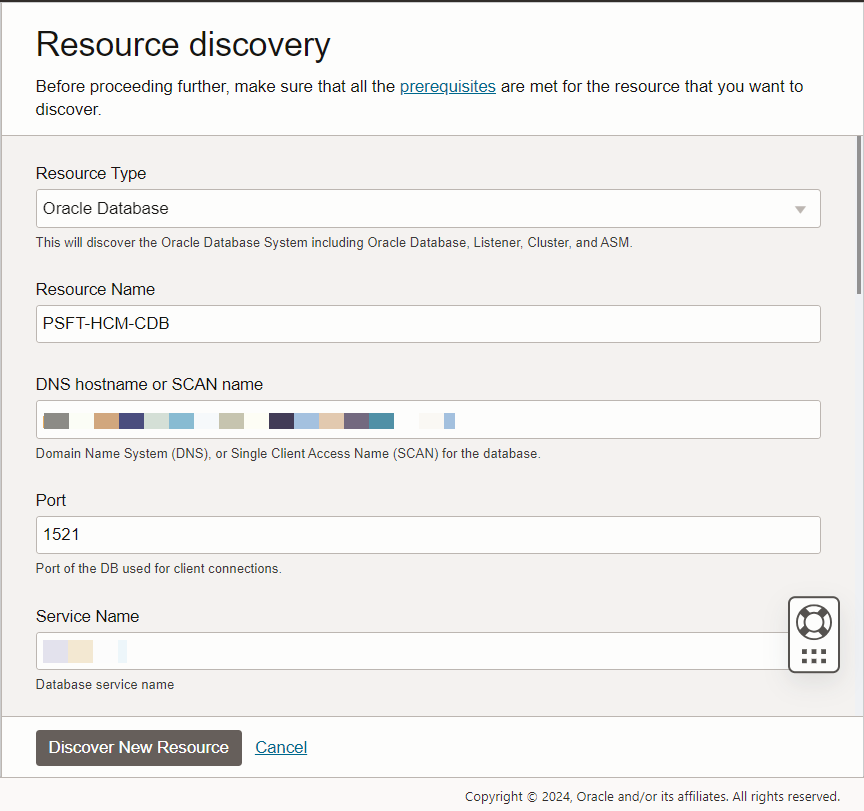 Resource discovery
Before proceeding further, make sure that all the prerequisites are met for the resource that you want to
discover.
Resource Type
Oracle Database
This will discover the Oracle Database System including Oracle Database, Listener, Cluster, and ASM.
Resource Name
PSFT-HCM-CDB
DNS hostname or SCAN name
Domain Name System (DNS), or Single Client Access Name (SCAN) for the database.
Port
1521
Port of the DB used for client connections.
Service Name
Database service name
Discover New Resource Cancel
Copyright © 2024, Oracle and/or its affiliates. All rights reserved.